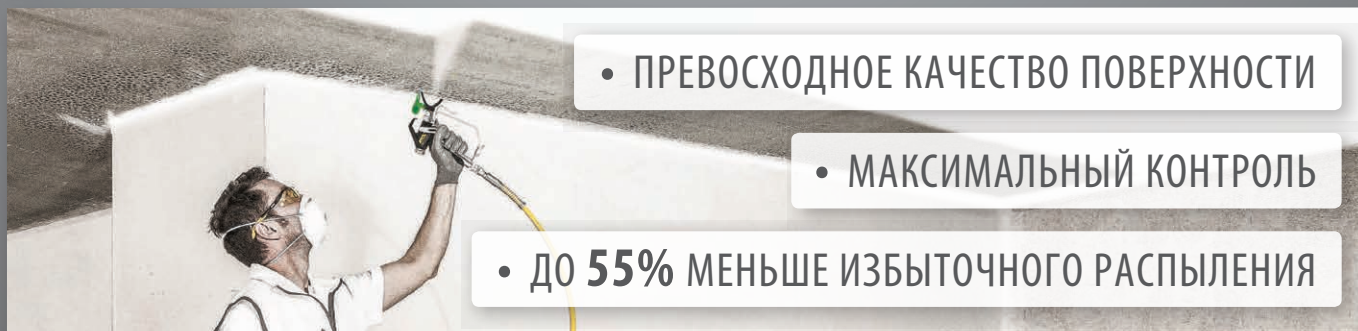 • ПРЕВОСХОДНОЕ КАЧЕСТВО ПОВЕРХНОСТИ
• МАКСИМАЛЬНЫЙ КОНТРОЛЬ
• ДО 55% МЕНЬШЕ ИЗБЫТОЧНОГО РАСПЫЛЕНИЯ